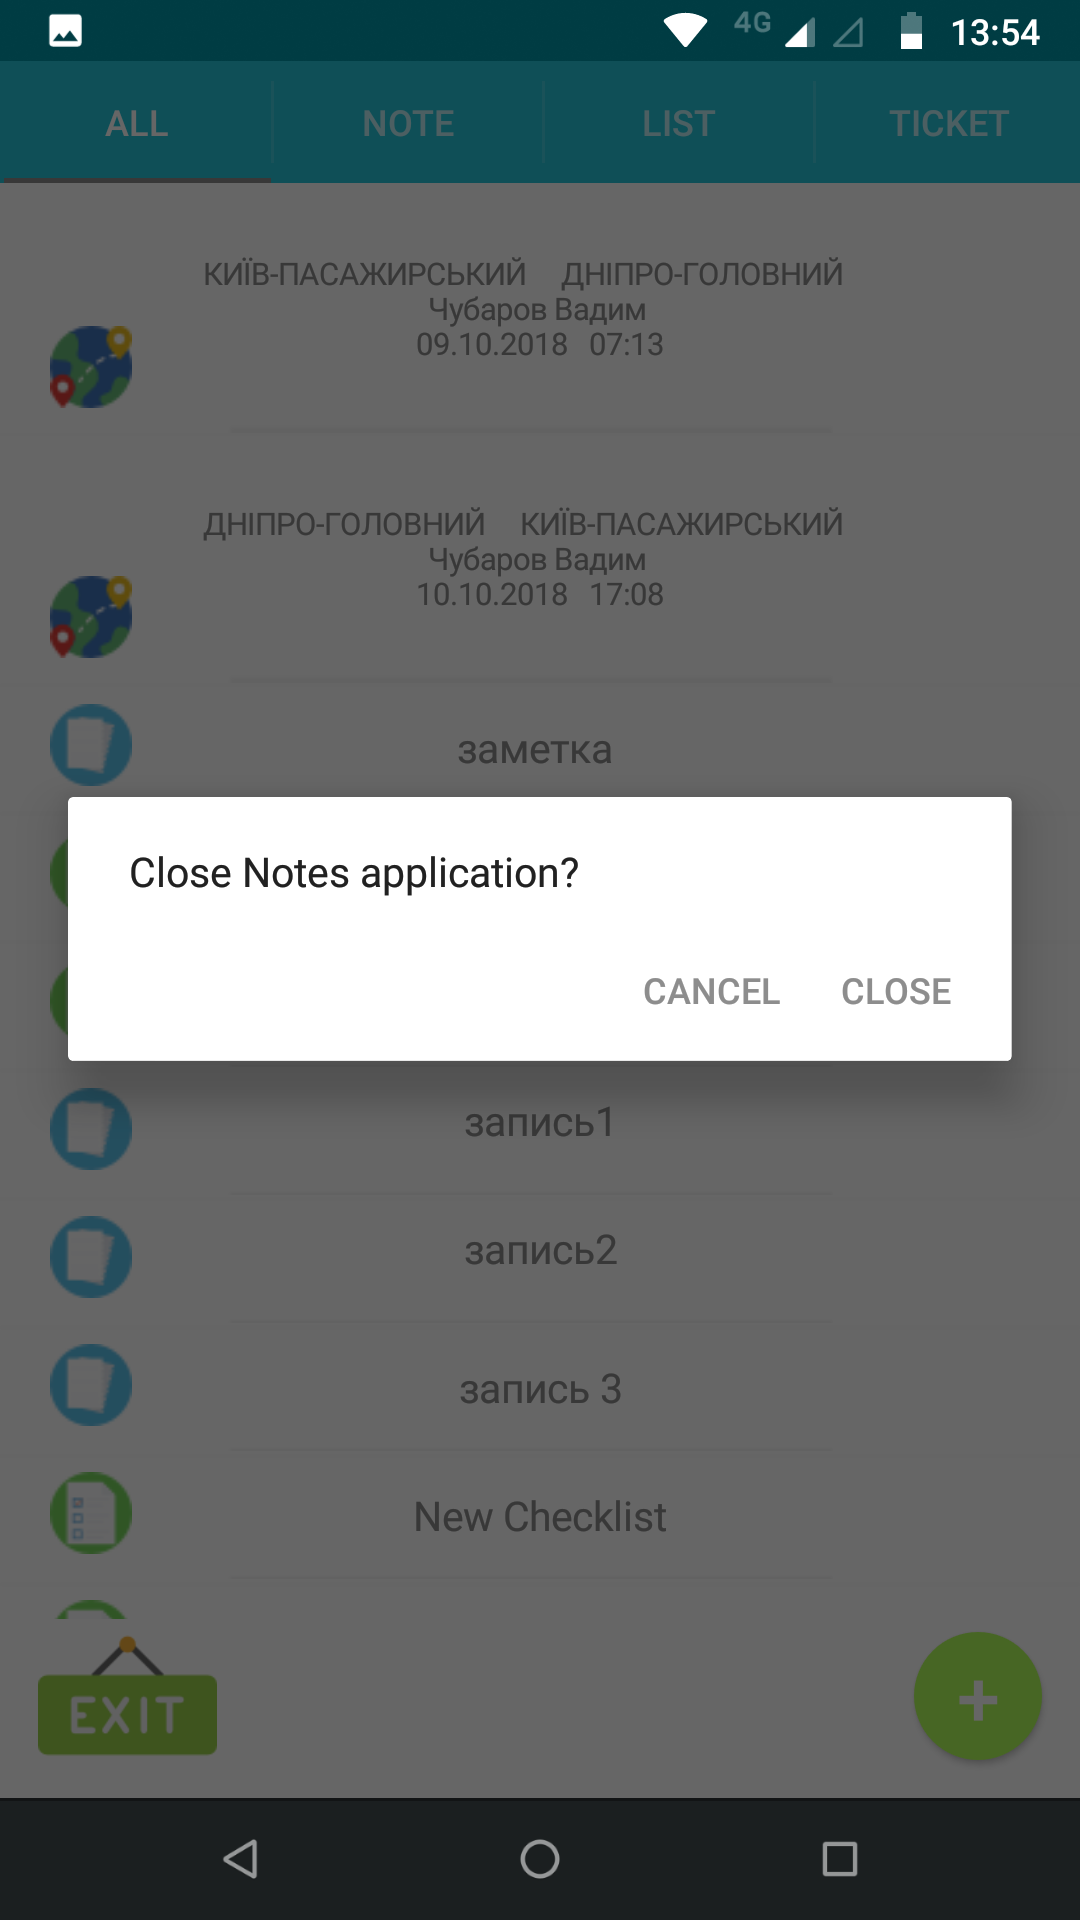 4G 13:54
ALL NOTE LIST TICKET
КИЇВ-ПАСАЖИРСЬКИЙ ДНІПРО-ГОЛОВНИЙ
Чубаров Вадим
09.10.2018 07:13
ДНІПРО-ГОЛОВНИЙ КИЇВ-ПАСАЖИРСЬКИЙ
Чубаров Вадим
10.10.2018 17:08
заметка
Close Notes application?
CANCEL CLOSE
запись1
запись2
запись 3
New Checklist
EXIT +